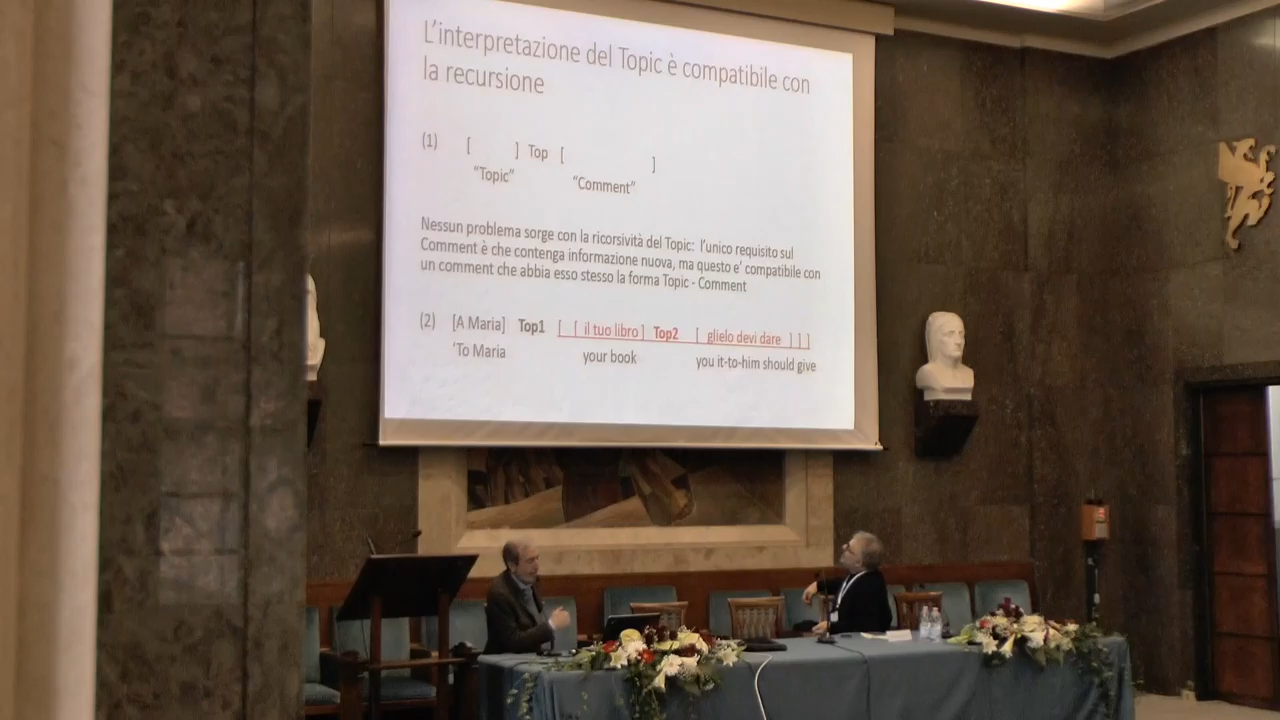 L'interpretazione del Topic è compatibile con
la recursione
(1) [ ] Top [ ]
"Topic" "Comment"
Nessun problema sorge con la ricorsività del Topic: l'unico requisito sul
Comment è che contenga informazione nuova, ma questo e' compatibile con
un comment che abbia esso stesso la forma Topic - Comment
(2) [A Maria] Top1 [ [ il tuo libro ] Top2 [ glielo devi dare ] ] ]
'To Maria your book you it-to-him should give